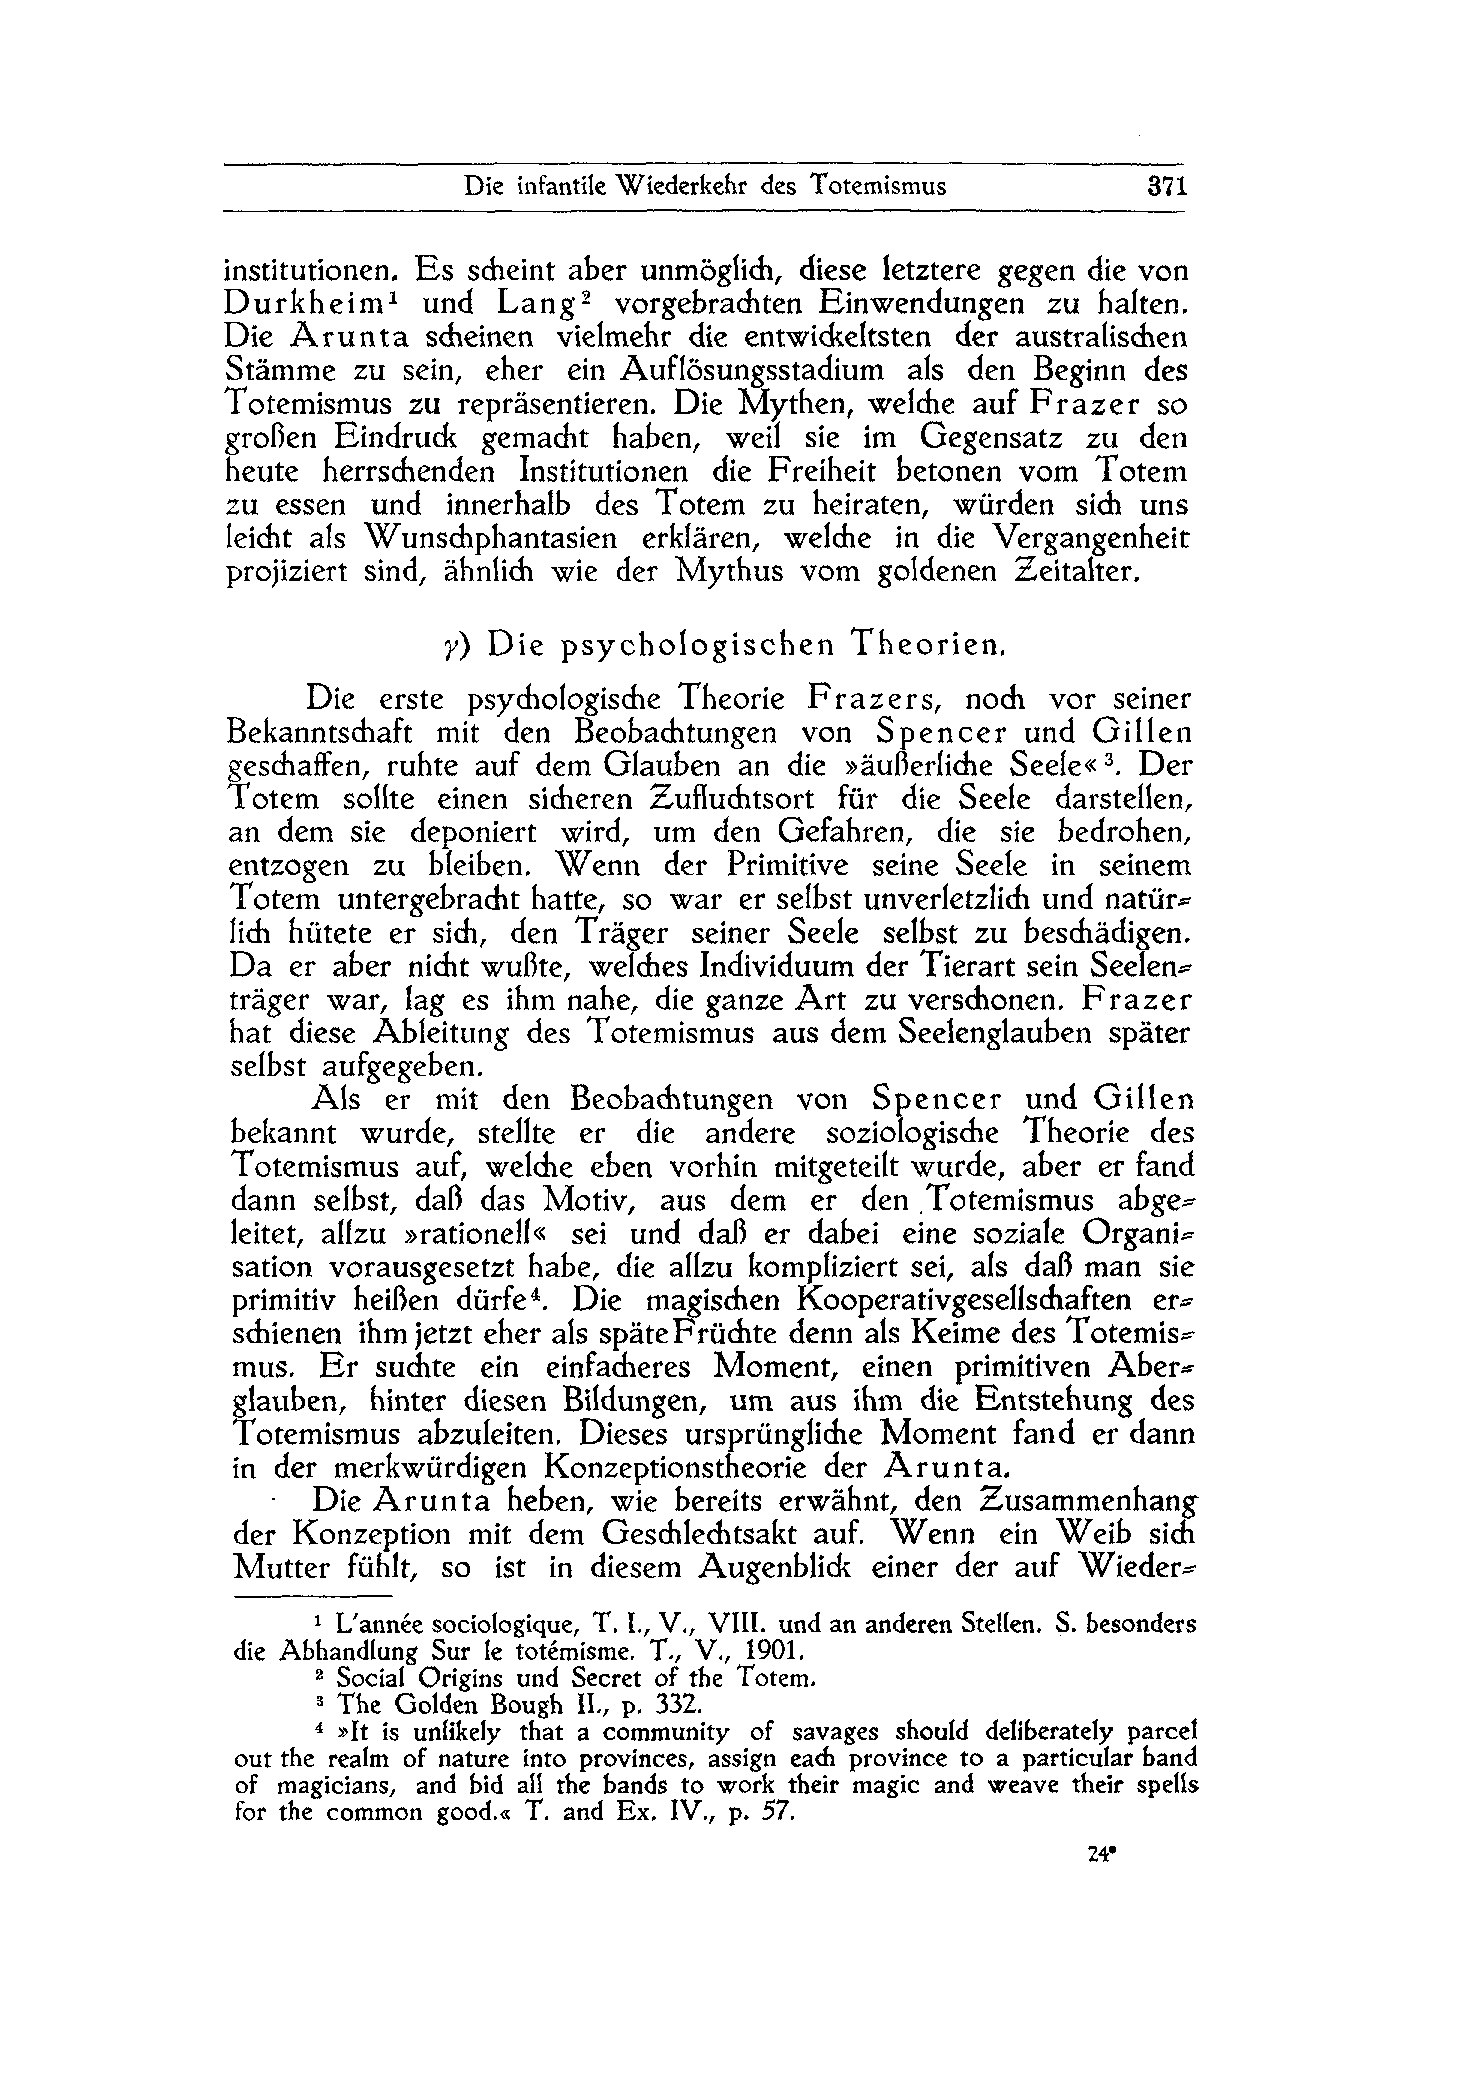 Die infantile Wiederkehr des Totemismus 371
institutionen. Es scheint aber unmöglich, diese letztere gegen die von
Durkheim¹ und Lang² vorgebrachten Einwendungen zu halten.
Die Arunta scheinen vielmehr die entwickeltsten der australischen
Stämme zu sein, eher ein Auflösungsstadium als den Beginn des
Totemismus zu repräsentieren. Die Mythen, welche auf Frazer so
großen Eindruck gemacht haben, weil sie im Gegensatz zu den
heute herrschenden Institutionen die Freiheit betonen vom Totem
zu essen und innerhalb des Totem zu heiraten, würden sich uns
leicht als Wunschphantasien erklären, welche in die Vergangenheit
projiziert sind, ähnlich wie der Mythus vom goldenen Zeitalter.
γ) Die psychologischen Theorien.
Die erste psychologische Theorie Frazers, noch vor seiner
Bekanntschaft mit den Beobachtungen von Spencer und Gillen
geschaffen, ruhte auf dem Glauben an die »äußerliche Seele«³. Der
Totem sollte einen sicheren Zufluchtsort für die Seele darstellen,
an dem sie deponiert wird, um den Gefahren, die sie bedrohen,
entzogen zu bleiben. Wenn der Primitive seine Seele in seinem
Totem untergebracht hatte, so war er selbst unverletzlich und natür-
lich hütete er sich, den Träger seiner Seele selbst zu beschädigen.
Da er aber nicht wußte, welches Individuum der Tierart sein Seelen-
träger war, lag es ihm nahe, die ganze Art zu verschonen. Frazer
hat diese Ableitung des Totemismus aus dem Seelenglauben später
selbst aufgegeben.
Als er mit den Beobachtungen von Spencer und Gillen
bekannt wurde, stellte er die andere soziologische Theorie des
Totemismus auf, welche eben vorhin mitgeteilt wurde, aber er fand
dann selbst, daß das Motiv, aus dem er den Totemismus abge-
leitet, allzu »rationell« sei und daß er dabei eine soziale Organi-
sation vorausgesetzt habe, die allzu kompliziert sei, als daß man sie
primitiv heißen dürfe⁴. Die magischen Kooperativgesellschaften er-
schienen ihm jetzt eher als späte Früchte denn als Keime des Totemis-
mus. Er suchte ein einfacheres Moment, einen primitiven Aber-
glauben, hinter diesen Bildungen, um aus ihm die Entstehung des
Totemismus abzuleiten. Dieses ursprüngliche Moment fand er dann
in der merkwürdigen Konzeptionstheorie der Arunta.
Die Arunta heben, wie bereits erwähnt, den Zusammenhang
der Konzeption mit dem Geschlechtsakt auf. Wenn ein Weib sich
Mutter fühlt, so ist in diesem Augenblick einer der auf Wieder-
¹ L'année sociologique, T. I., V., VIII. und an anderen Stellen. S. besonders
die Abhandlung Sur le totémisme. T., V., 1901.
² Social Origins und Secret of the Totem.
³ The Golden Bough II., p. 332.
⁴ »It is unlikely that a community of savages should deliberately parcel
out the realm of nature into provinces, assign each province to a particular band
of magicians, and bid all the bands to work their magic and weave their spells
for the common good.« T. and Ex. IV., p. 57.
24*